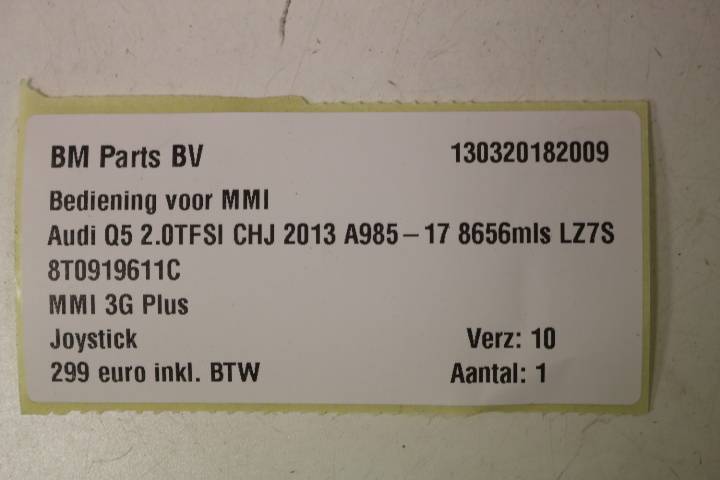 BM Parts BV 130320182009
Bediening voor MMI
Audi Q5 2.0TFSI CHJ 2013 A985-17 8656mls LZ7S
8T0919611C
MMI 3G Plus
Joystick Verz: 10
299 euro inkl. BTW Aantal: 1